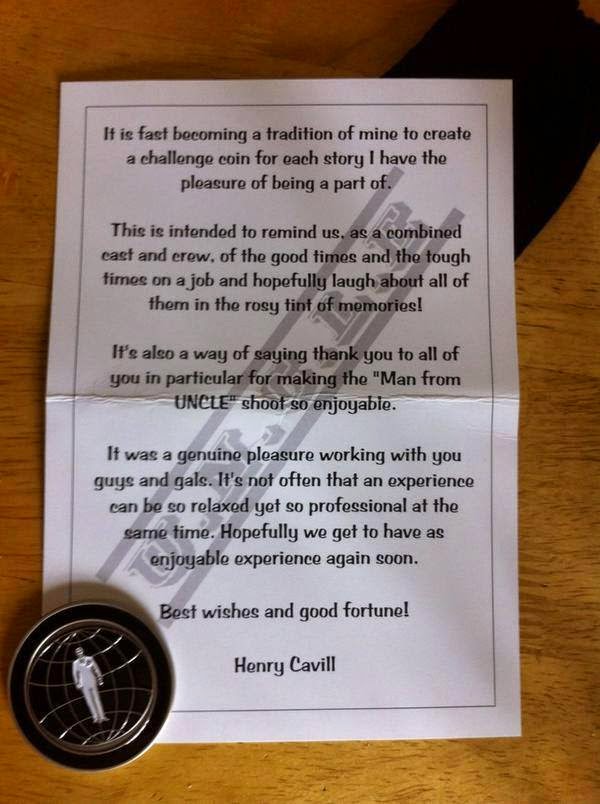 It is fast becoming a tradition of mine to create
a challenge coin for each story I have the
pleasure of being a part of.
This is intended to remind us, as a combined
cast and crew, of the good times and the tough
times on a job and hopefully laugh about all of
them in the rosy tint of memories!
It's also a way of saying thank you to all of
you in particular for making the "Man from
UNCLE" shoot so enjoyable.
It was a genuine pleasure working with you
guys and gals. It's not often that an experience
can be so relaxed yet so professional at the
same time. Hopefully we get to have as
enjoyable experience again soon.
Best wishes and good fortune!
Henry Cavill
U.N.C.L.E